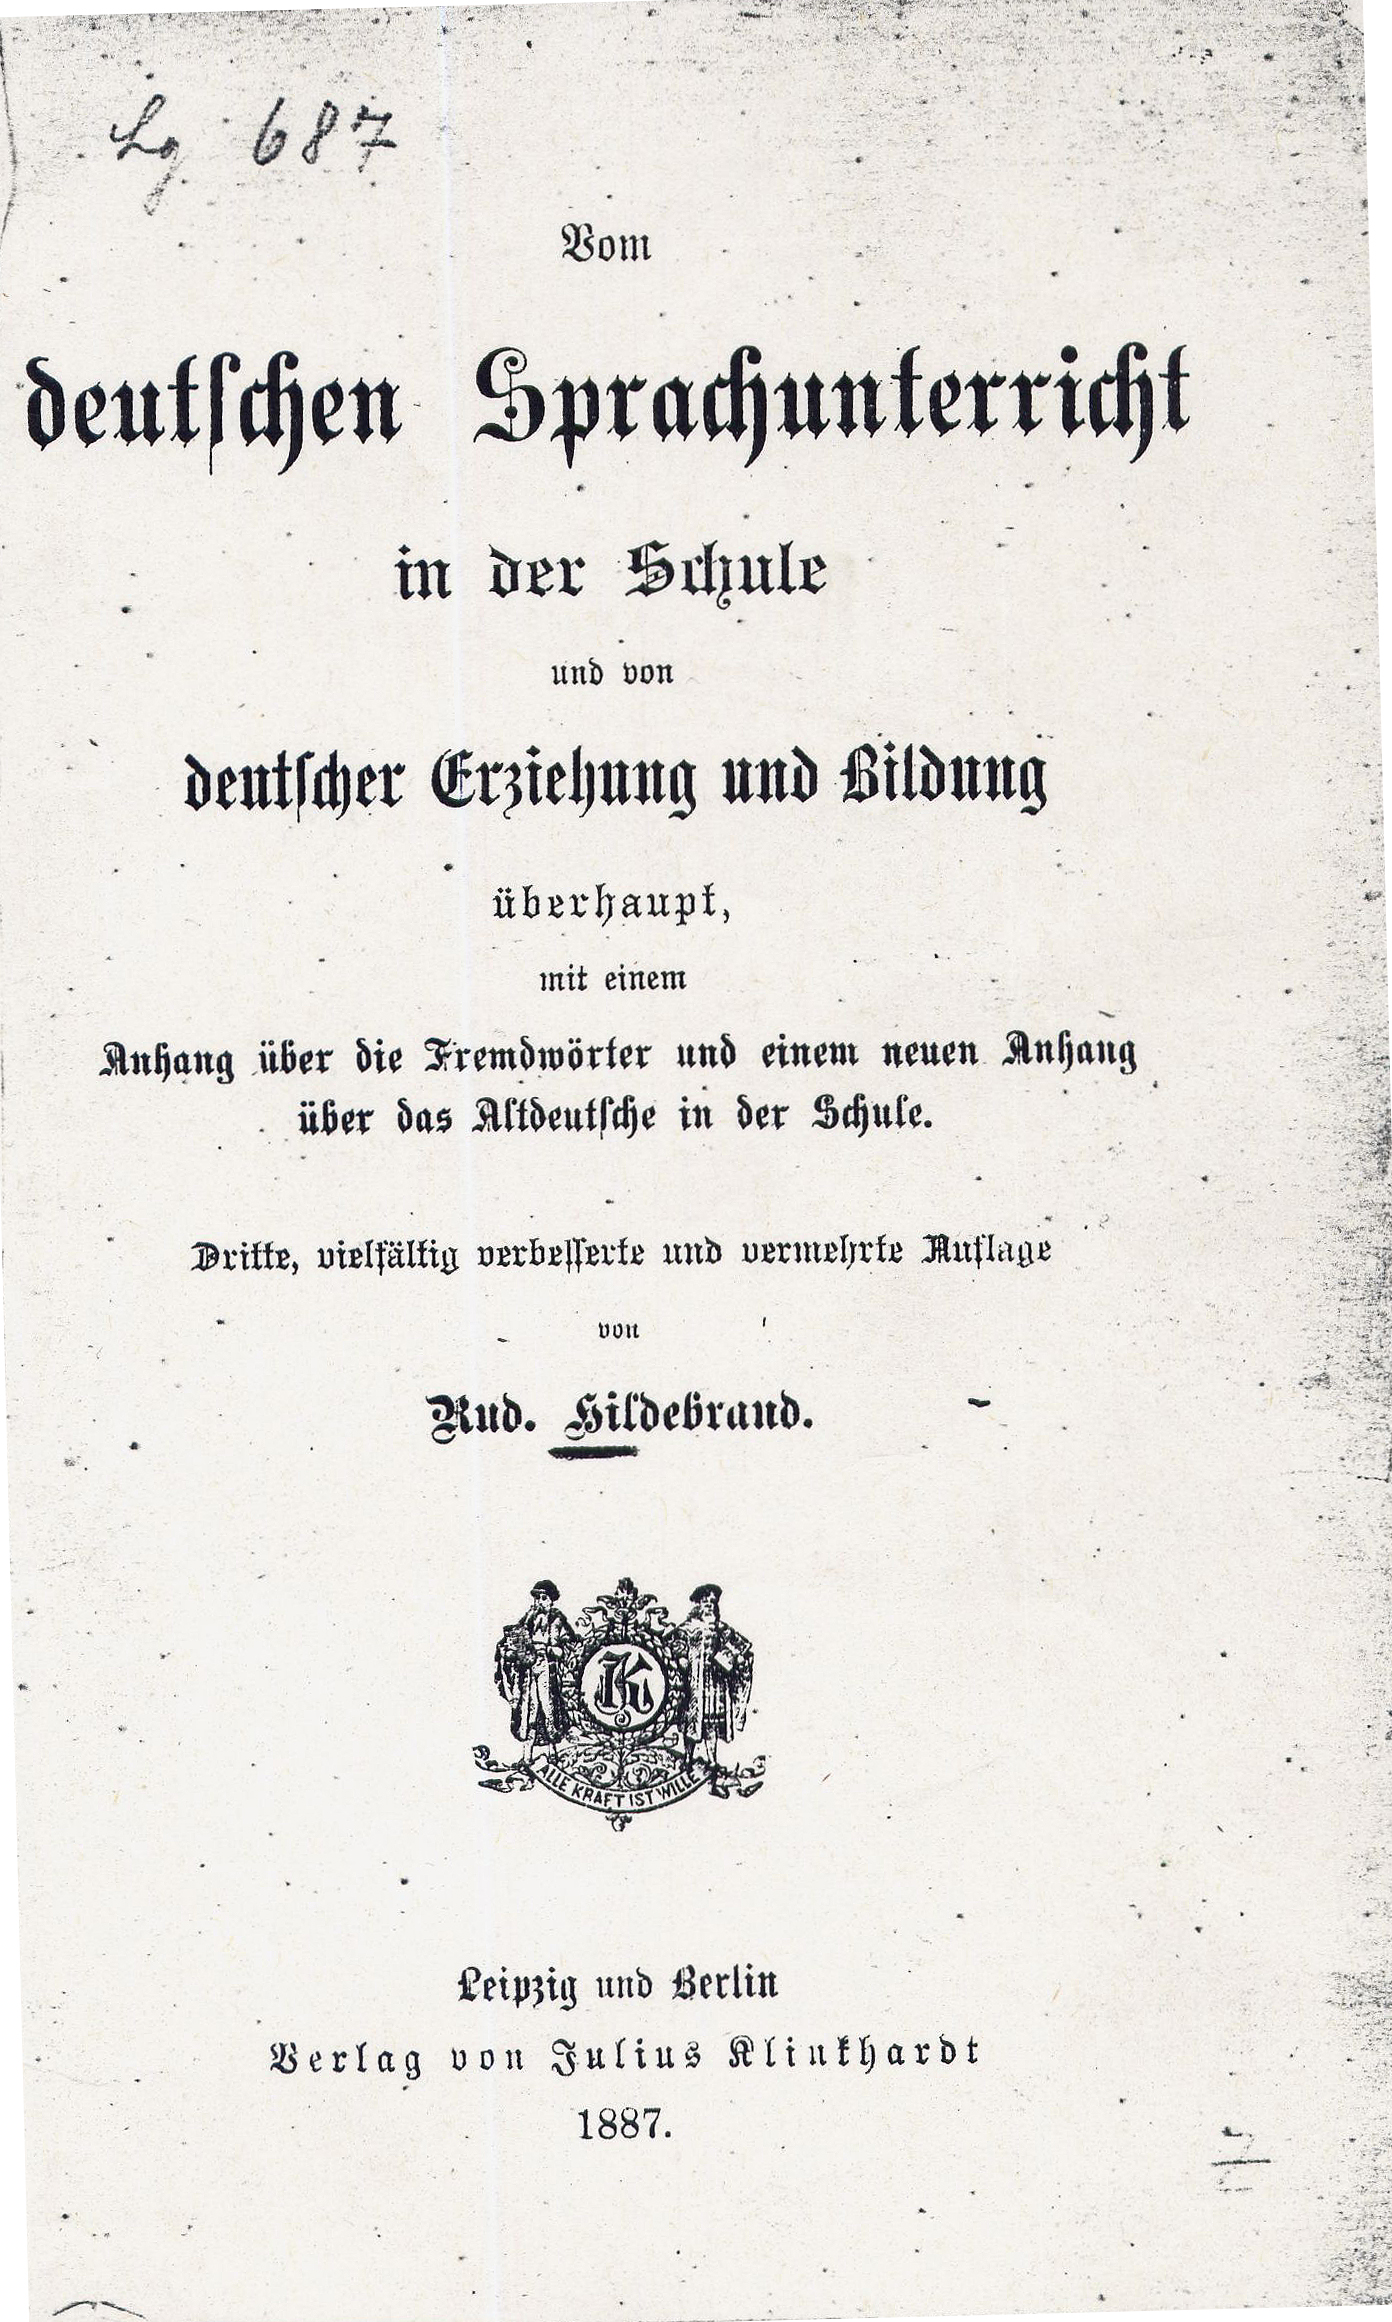 Lg 687
Vom
deutſchen Sprachunterricht
in der Schule
und von
deutſcher Erziehung und Bildung
überhaupt,
mit einem
Anhang über die Fremdwörter und einem neuen Anhang
über das Altdeutſche in der Schule.
Dritte, vielfältig verbeſſerte und vermehrte Auflage
von
Rud. Hildebrand.
K
ALLE KRAFT IST WILLE
Leipzig und Berlin
Verlag von Julius Klinkhardt
1887.